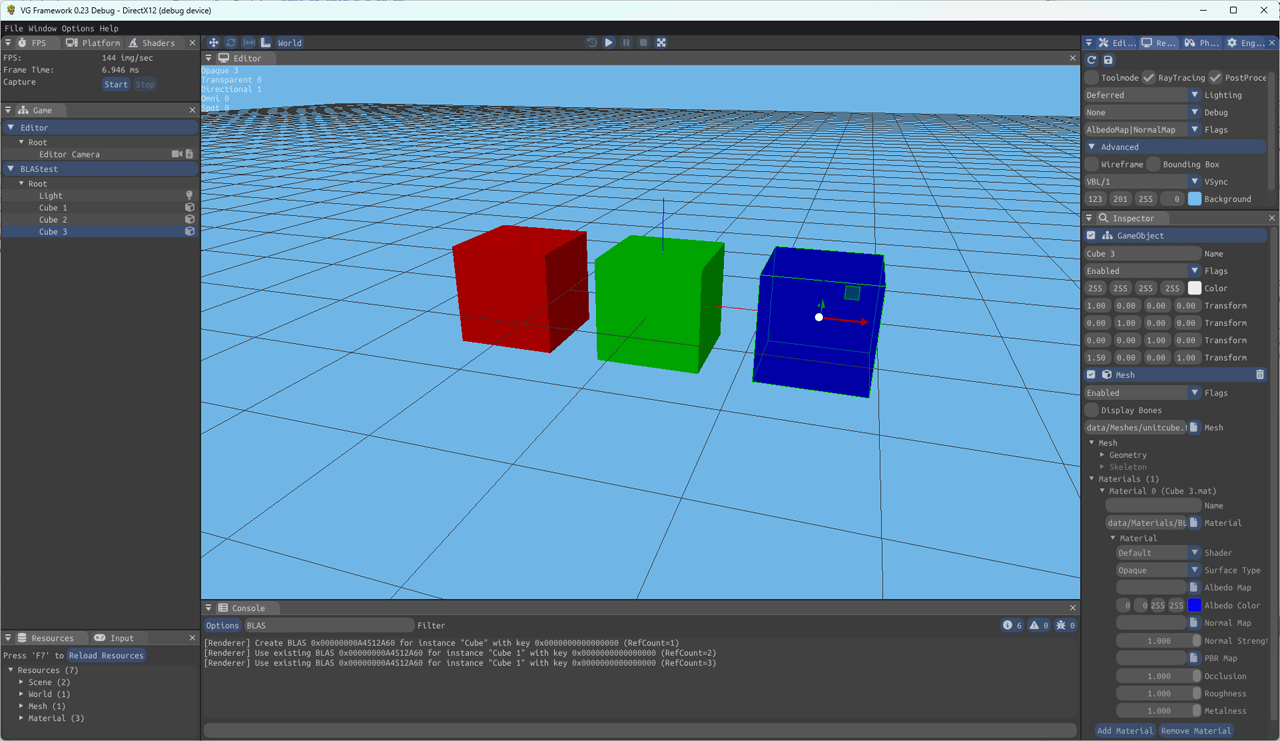 VG Framework 0.23 Debug - DirectX12 (debug device)
File Window Options Help
FPS Platform Shaders
FPS: 144 img/sec
Frame Time: 6.946 ms
Capture Start Stop
Game
Editor
Root
Editor Camera
BLAStest
Root
Light
Cube 1
Cube 2
Cube 3
Resources Input
Press 'F7' to Reload Resources
Resources (7)
Scene (2)
World (1)
Mesh (1)
Material (3)
World
Editor
Opaque 3
Transparent 0
Directional 1
Omni 0
Spot 0
Console
Options BLAS Filter 6 0 0
[Renderer] Create BLAS 0x00000000A4512A60 for instance "Cube" with key 0x0000000000000000 (RefCount=1)
[Renderer] Use existing BLAS 0x00000000A4512A60 for instance "Cube 1" with key 0x0000000000000000 (RefCount=2)
[Renderer] Use existing BLAS 0x00000000A4512A60 for instance "Cube 1" with key 0x0000000000000000 (RefCount=3)
Edi... Re... Ph... Eng...
Toolmode RayTracing PostProce
Deferred Lighting
None Debug
AlbedoMap|NormalMap Flags
Advanced
Wireframe Bounding Box
VBL/1 VSync
123 201 255 0 Background
Inspector
GameObject
Cube 3 Name
Enabled Flags
255 255 255 255 Color
1.00 0.00 0.00 0.00 Transform
0.00 1.00 0.00 0.00 Transform
0.00 0.00 1.00 0.00 Transform
1.50 0.00 0.00 1.00 Transform
Mesh
Enabled Flags
Display Bones
data/Meshes/unitcube. Mesh
Mesh
Geometry
Skeleton
Materials (1)
Material 0 (Cube 3.mat)
Name
data/Materials/BL Material
Material
Default Shader
Opaque Surface Type
Albedo Map
0 0 255 255 Albedo Color
Normal Map
1.000 Normal Strengt
PBR Map
1.000 Occlusion
1.000 Roughness
1.000 Metalness
Add Material Remove Material